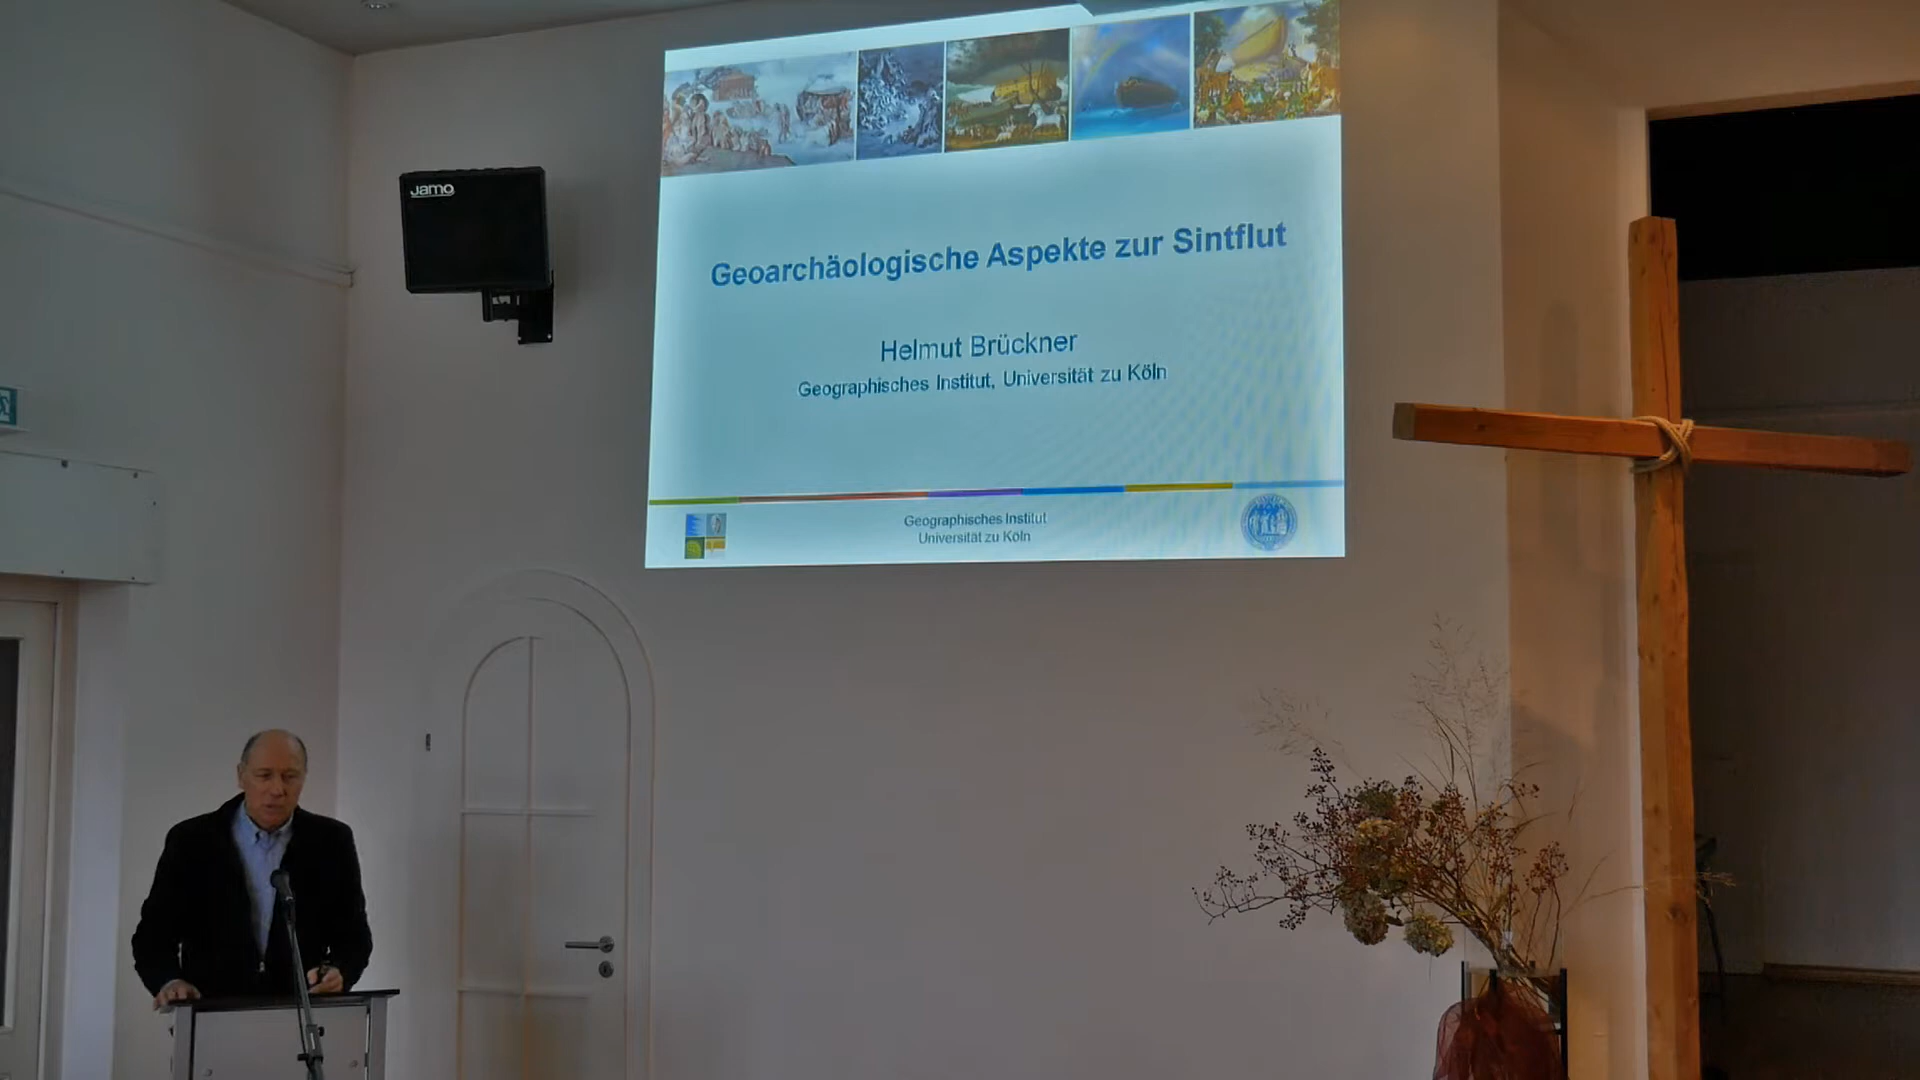 Jamo
Geoarchäologische Aspekte zur Sintflut
Helmut Brückner
Geographisches Institut, Universität zu Köln
Geographisches Institut
Universität zu Köln